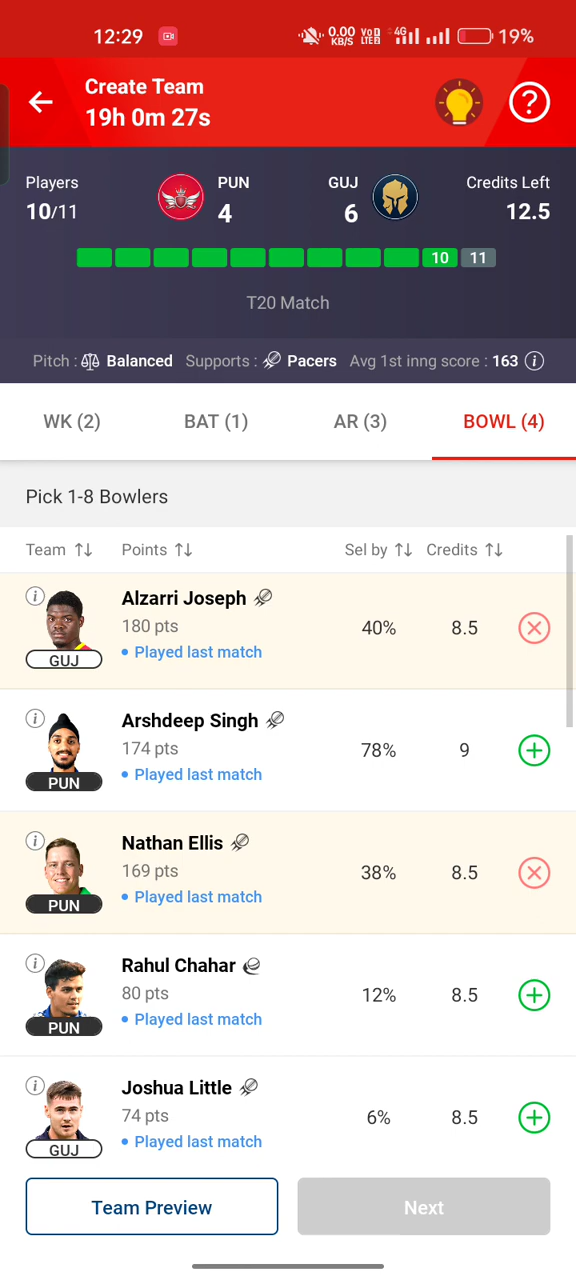 12:29 0.00 KB/S VoD LTE2 4G 19%
Create Team
19h 0m 27s
?
Players PUN GUJ Credits Left
10/11 4 6 12.5
10 11
T20 Match
Pitch : Balanced Supports : Pacers Avg 1st inng score : 163 i
WK (2) BAT (1) AR (3) BOWL (4)
Pick 1-8 Bowlers
Team Points Sel by Credits
i Alzarri Joseph
180 pts 40% 8.5
Played last match
GUJ
i Arshdeep Singh
174 pts 78% 9
Played last match
PUN
i Nathan Ellis
169 pts 38% 8.5
Played last match
PUN
i Rahul Chahar
80 pts 12% 8.5
Played last match
PUN
i Joshua Little
74 pts 6% 8.5
Played last match
GUJ
Team Preview Next